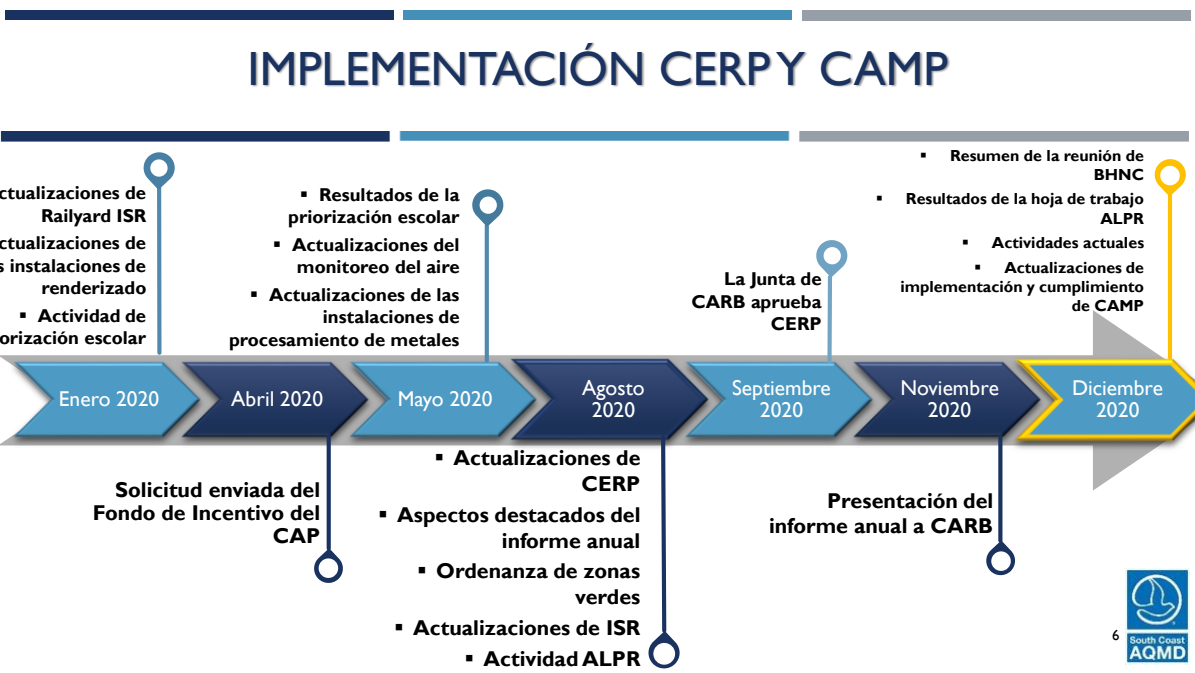 IMPLEMENTACIÓN CERP Y CAMP
ctualizaciones de
Railyard ISR
ctualizaciones de
s instalaciones de
renderizado
▪ Actividad de
orización escolar
▪ Resultados de la
priorización escolar
▪ Actualizaciones del
monitoreo del aire
▪ Actualizaciones de las
instalaciones de
procesamiento de metales
La Junta de
CARB aprueba
CERP
▪ Resumen de la reunión de
BHNC
▪ Resultados de la hoja de trabajo
ALPR
▪ Actividades actuales
▪ Actualizaciones de
implementación y cumplimiento
de CAMP
Enero 2020
Abril 2020
Mayo 2020
Agosto
2020
Septiembre
2020
Noviembre
2020
Diciembre
2020
Solicitud enviada del
Fondo de Incentivo del
CAP
▪ Actualizaciones de
CERP
▪ Aspectos destacados del
informe anual
▪ Ordenanza de zonas
verdes
▪ Actualizaciones de ISR
▪ Actividad ALPR
Presentación del
informe anual a CARB
6
South Coast
AQMD